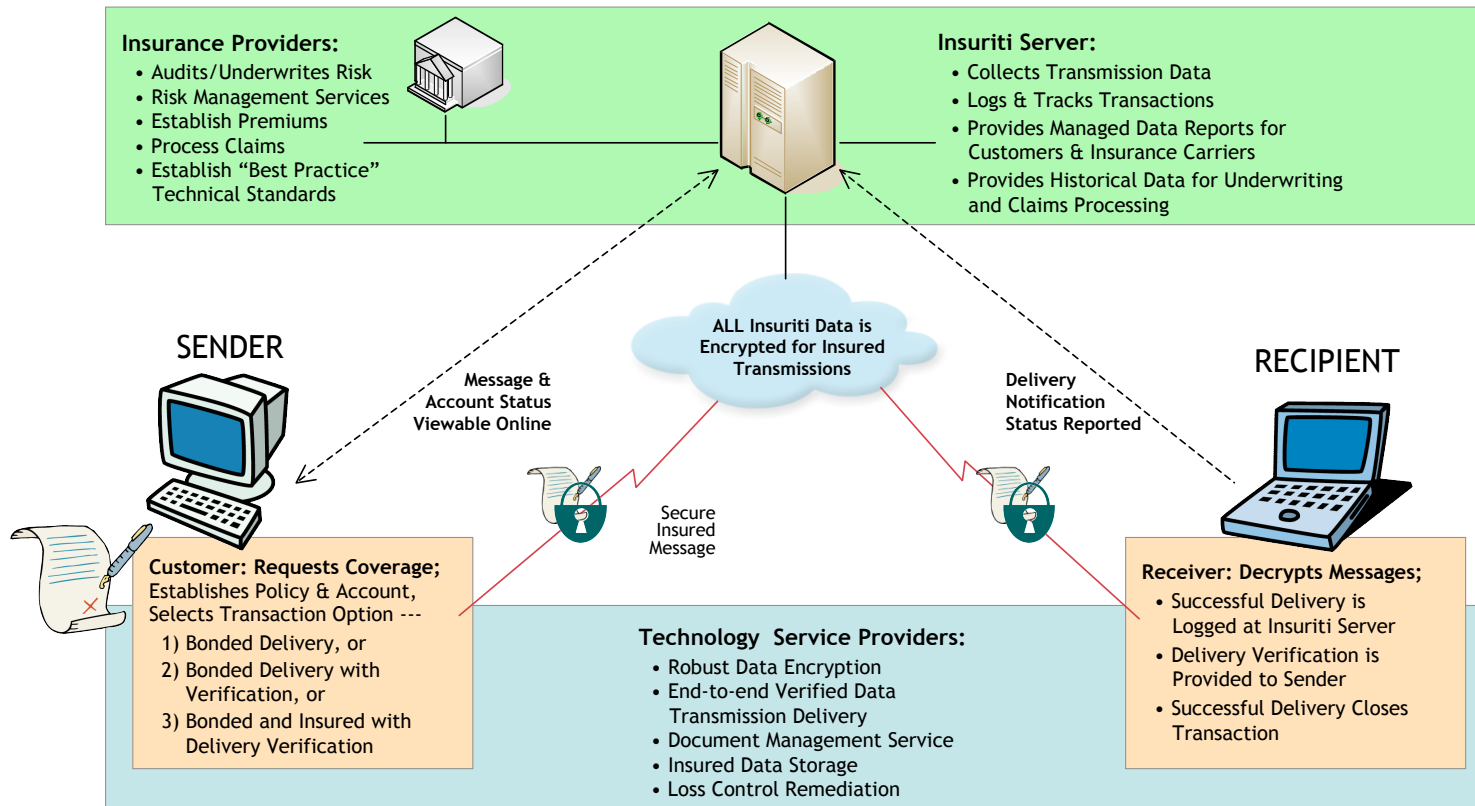 Insurance Providers:
• Audits/Underwrites Risk
• Risk Management Services
• Establish Premiums
• Process Claims
• Establish “Best Practice”
Technical Standards
Insuriti Server:
• Collects Transmission Data
• Logs & Tracks Transactions
• Provides Managed Data Reports for
Customers & Insurance Carriers
• Provides Historical Data for Underwriting
and Claims Processing
ALL Insuriti Data is
Encrypted for Insured
Transmissions
SENDER
Message &
Account Status
Viewable Online
Delivery
Notification
Status Reported
RECIPIENT
Secure
Insured
Message
Customer: Requests Coverage;
Establishes Policy & Account,
Selects Transaction Option ---
1) Bonded Delivery, or
2) Bonded Delivery with
Verification, or
3) Bonded and Insured with
Delivery Verification
Technology Service Providers:
• Robust Data Encryption
• End-to-end Verified Data
Transmission Delivery
• Document Management Service
• Insured Data Storage
• Loss Control Remediation
Receiver: Decrypts Messages;
• Successful Delivery is
Logged at Insuriti Server
• Delivery Verification is
Provided to Sender
• Successful Delivery Closes
Transaction